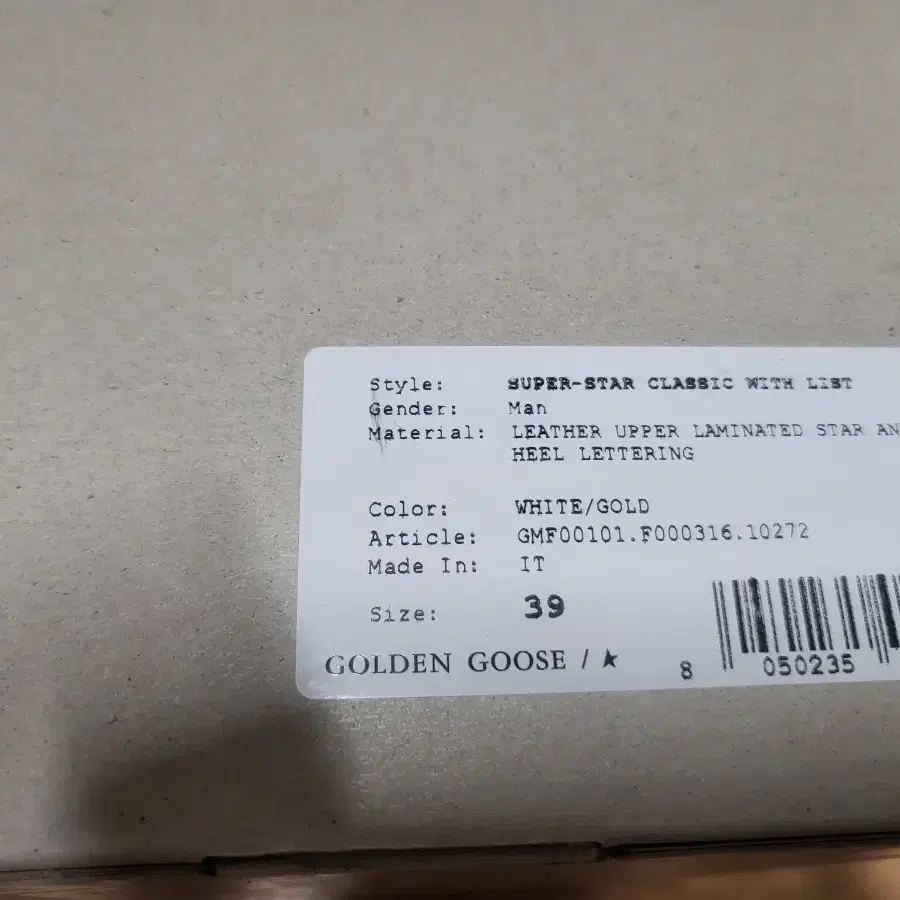 Style: SUPER-STAR CLASSIC WITH LIST
Gender: Man
Material: LEATHER UPPER LAMINATED STAR AN
HEEL LETTERING
Color: WHITE/GOLD
Article: GMF00101.F000316.10272
Made In: IT
Size: 39
GOLDEN GOOSE / ★
8 050235